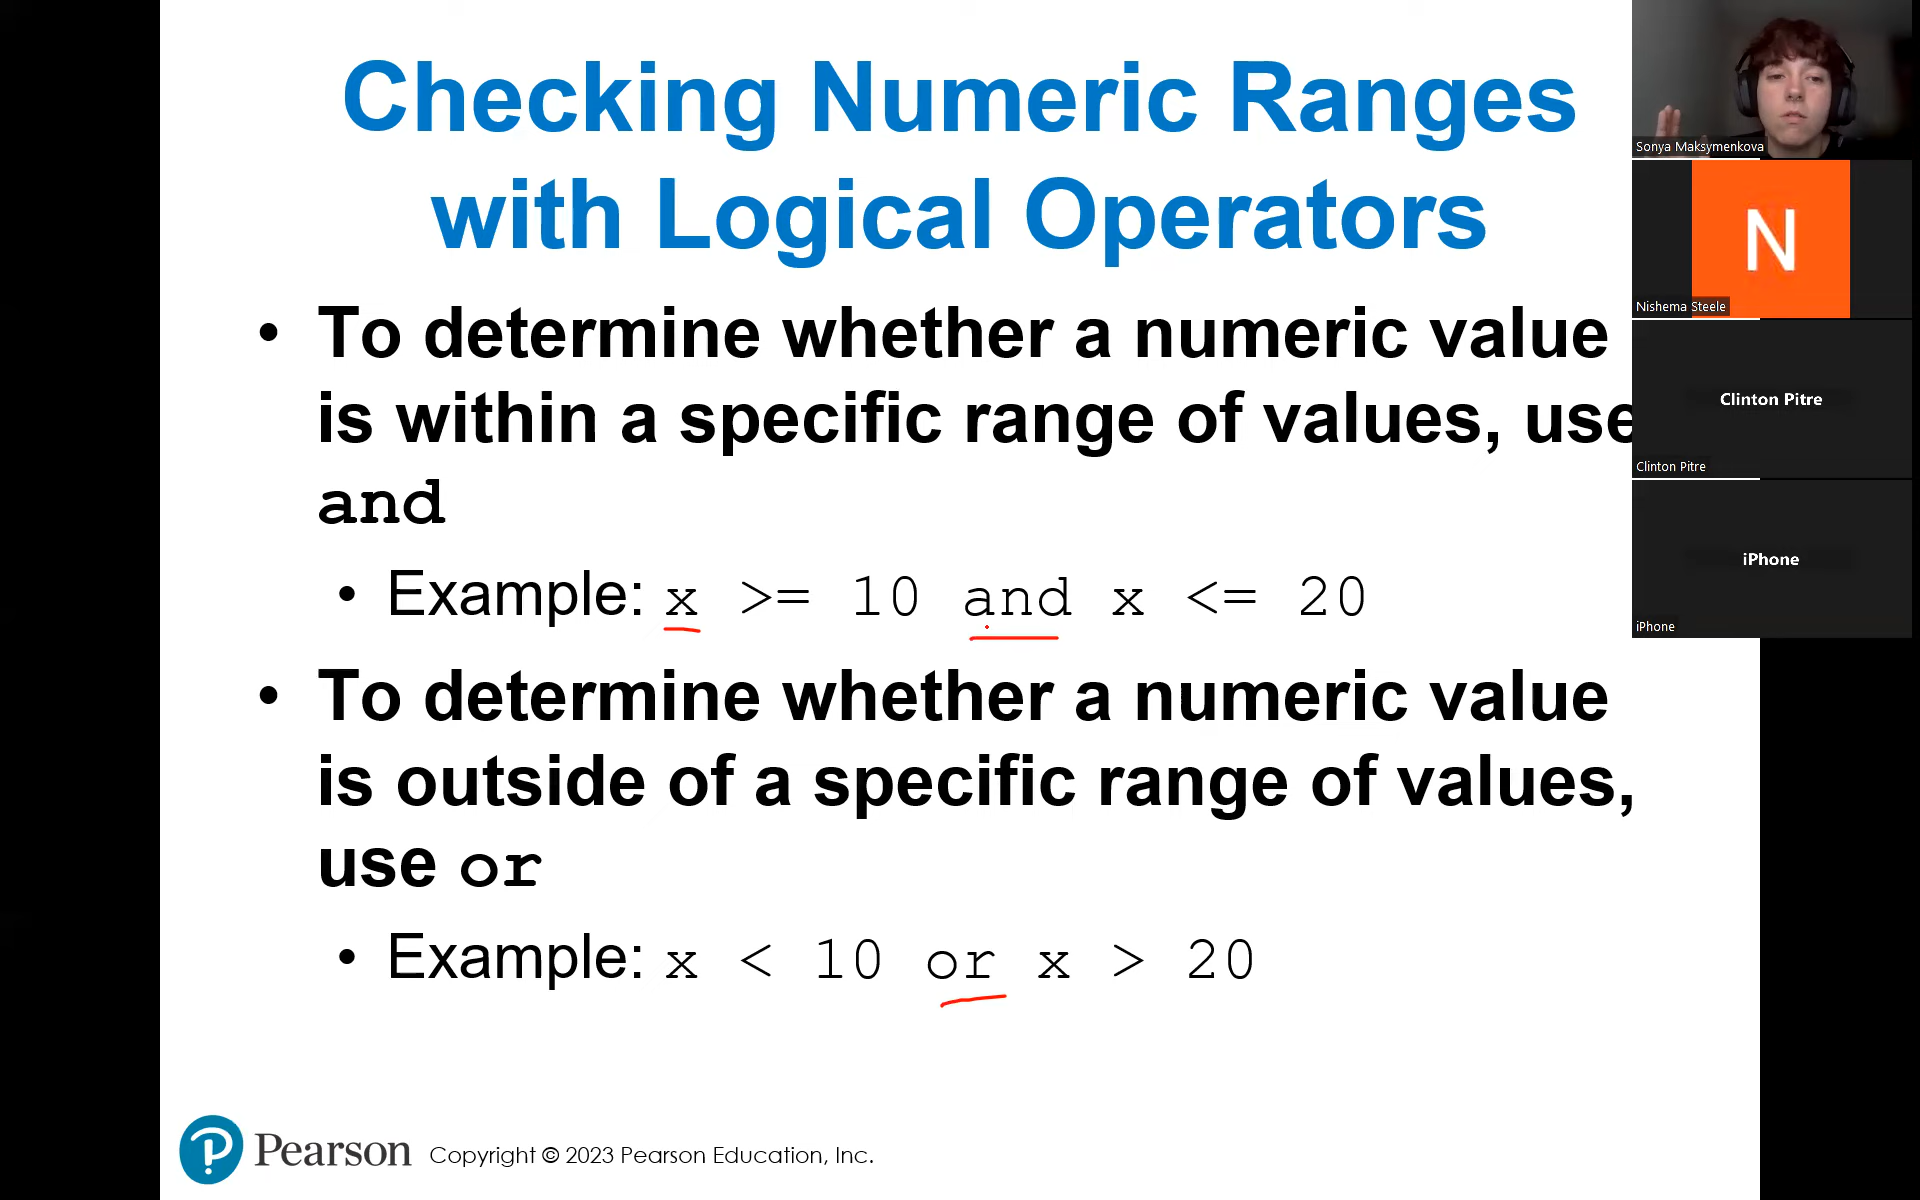 Checking Numeric Ranges
with Logical Operators
• To determine whether a numeric value
is within a specific range of values, use
and
• Example: x >= 10 and x <= 20
• To determine whether a numeric value
is outside of a specific range of values,
use or
• Example: x < 10 or x > 20
Pearson Copyright © 2023 Pearson Education, Inc.
Sonya Maksymenkova
N
Nishema Steele
Clinton Pitre
Clinton Pitre
iPhone
iPhone